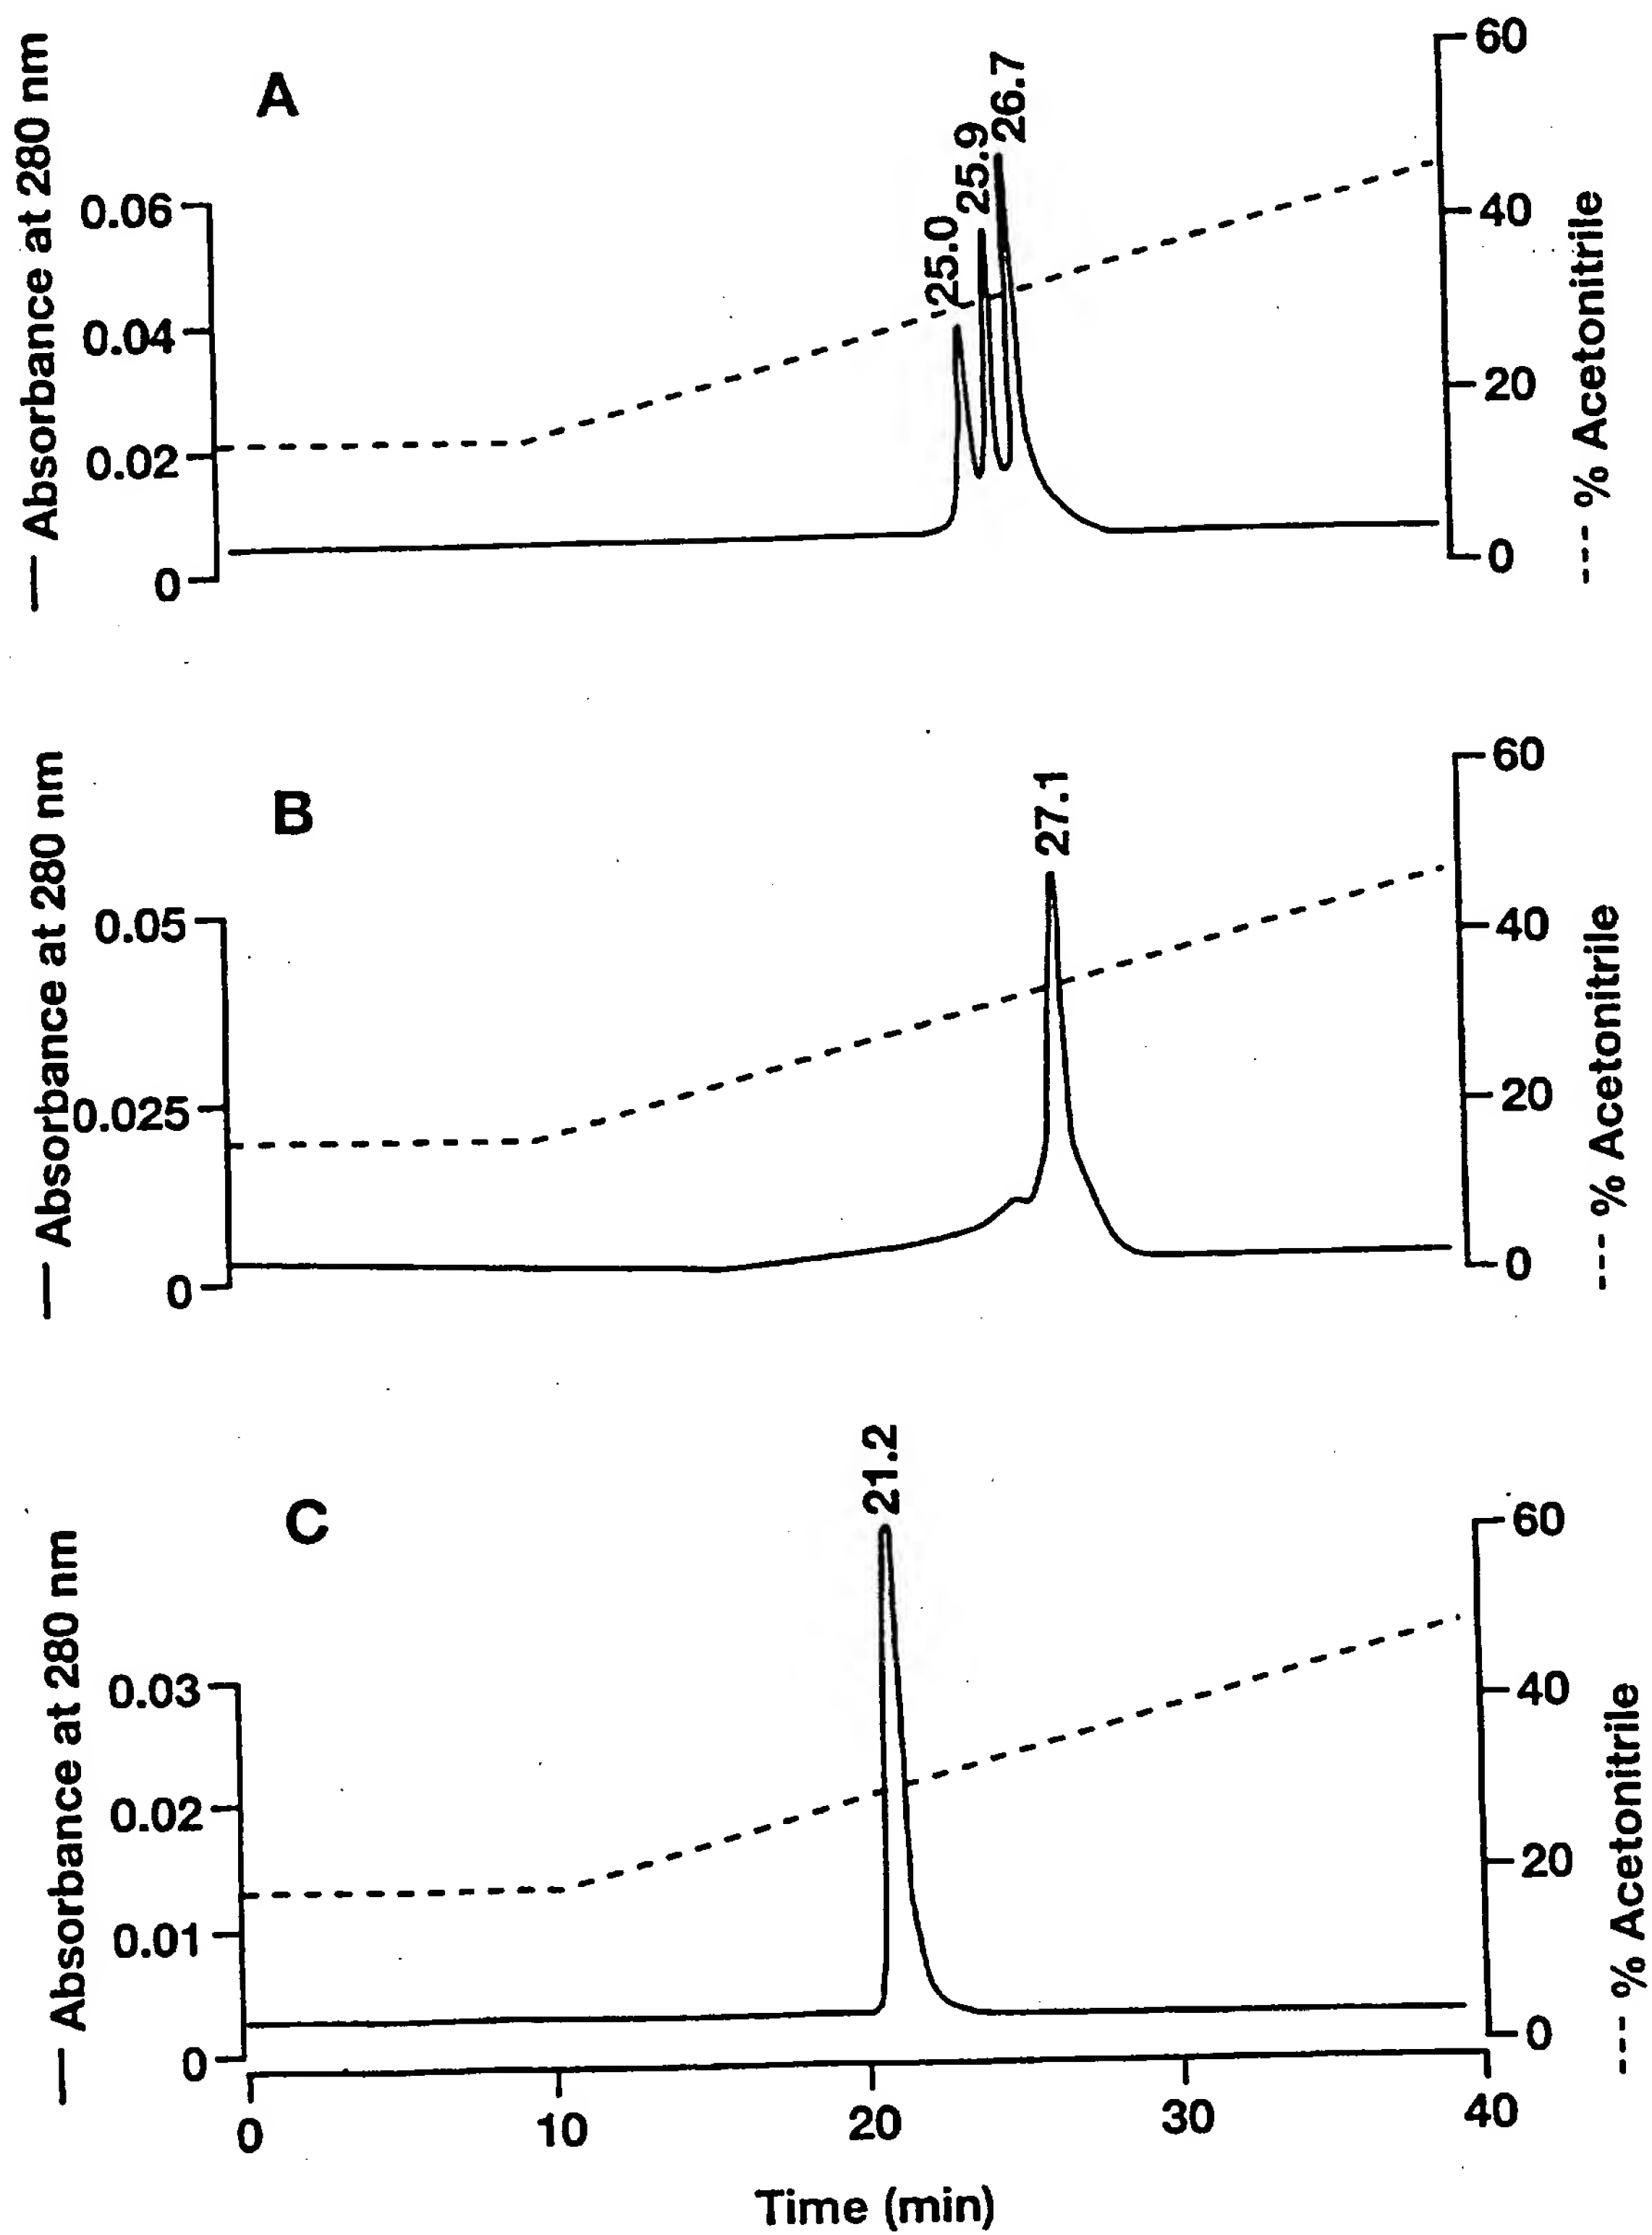 A
— Absorbance at 280 nm
0.06
0.04
0.02
0
25.0
25.9
26.7
60
40
20
0
--- % Acetonitrile
B
— Absorbance at 280 nm
0.05
0.025
0
27.1
60
40
20
0
--- % Acetonitrile
C
— Absorbance at 280 nm
0.03
0.02
0.01
0
21.2
60
40
20
0
--- % Acetonitrile
0 10 20 30 40
Time (min)